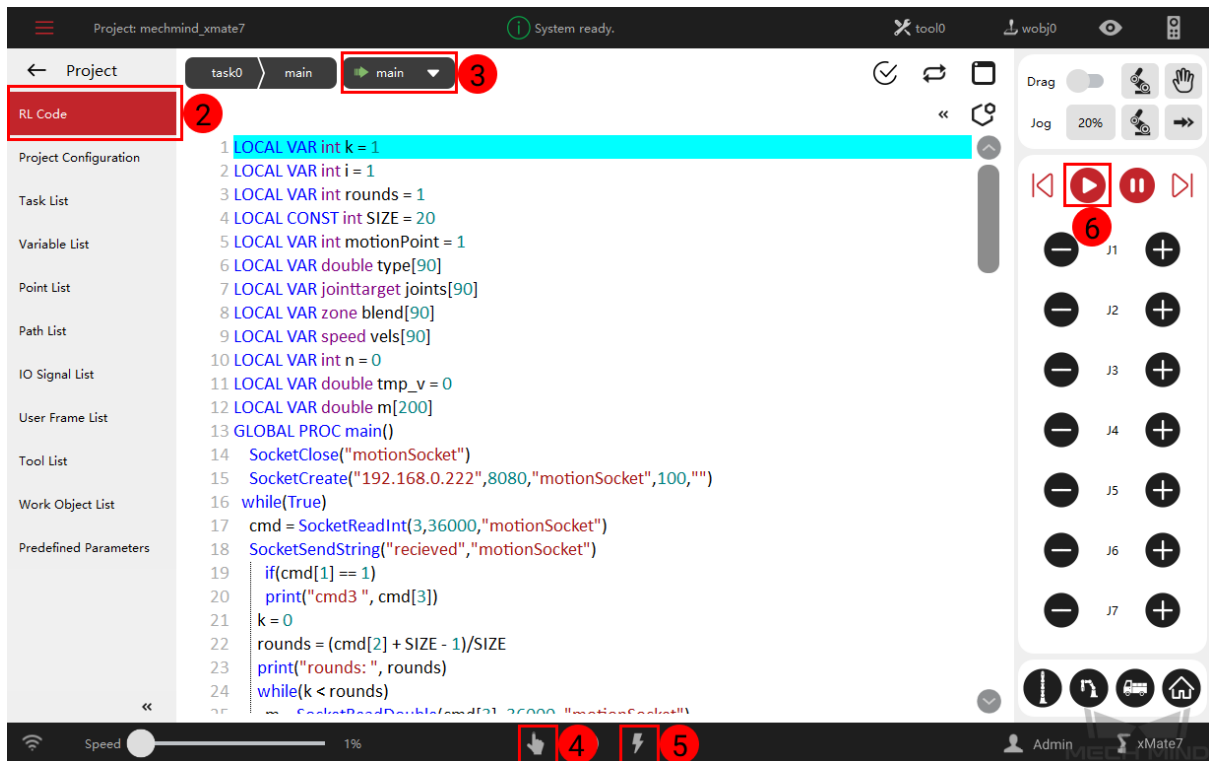 Project: mechmind_xmate7
System ready.
tool0
wobj0
Project
RL Code
Project Configuration
Task List
Variable List
Point List
Path List
IO Signal List
User Frame List
Tool List
Work Object List
Predefined Parameters
«
2
task0
main
main
3
«
1 LOCAL VAR int k = 1
2 LOCAL VAR int i = 1
3 LOCAL VAR int rounds = 1
4 LOCAL CONST int SIZE = 20
5 LOCAL VAR int motionPoint = 1
6 LOCAL VAR double type[90]
7 LOCAL VAR jointtarget joints[90]
8 LOCAL VAR zone blend[90]
9 LOCAL VAR speed vels[90]
10 LOCAL VAR int n = 0
11 LOCAL VAR double tmp_v = 0
12 LOCAL VAR double m[200]
13 GLOBAL PROC main()
14 SocketClose("motionSocket")
15 SocketCreate("192.168.0.222",8080,"motionSocket",100,"")
16 while(True)
17 cmd = SocketReadInt(3,36000,"motionSocket")
18 SocketSendString("recieved","motionSocket")
19 if(cmd[1] == 1)
20 print("cmd3 ", cmd[3])
21 k = 0
22 rounds = (cmd[2] + SIZE - 1)/SIZE
23 print("rounds: ", rounds)
24 while(k < rounds)
25 m = SocketReadDouble(cmd[3], 36000, "motionSocket")
Drag
Jog
20%
6
J1
J2
J3
J4
J5
J6
J7
Speed
1%
4
5
Admin
xMate7
MECH MIND